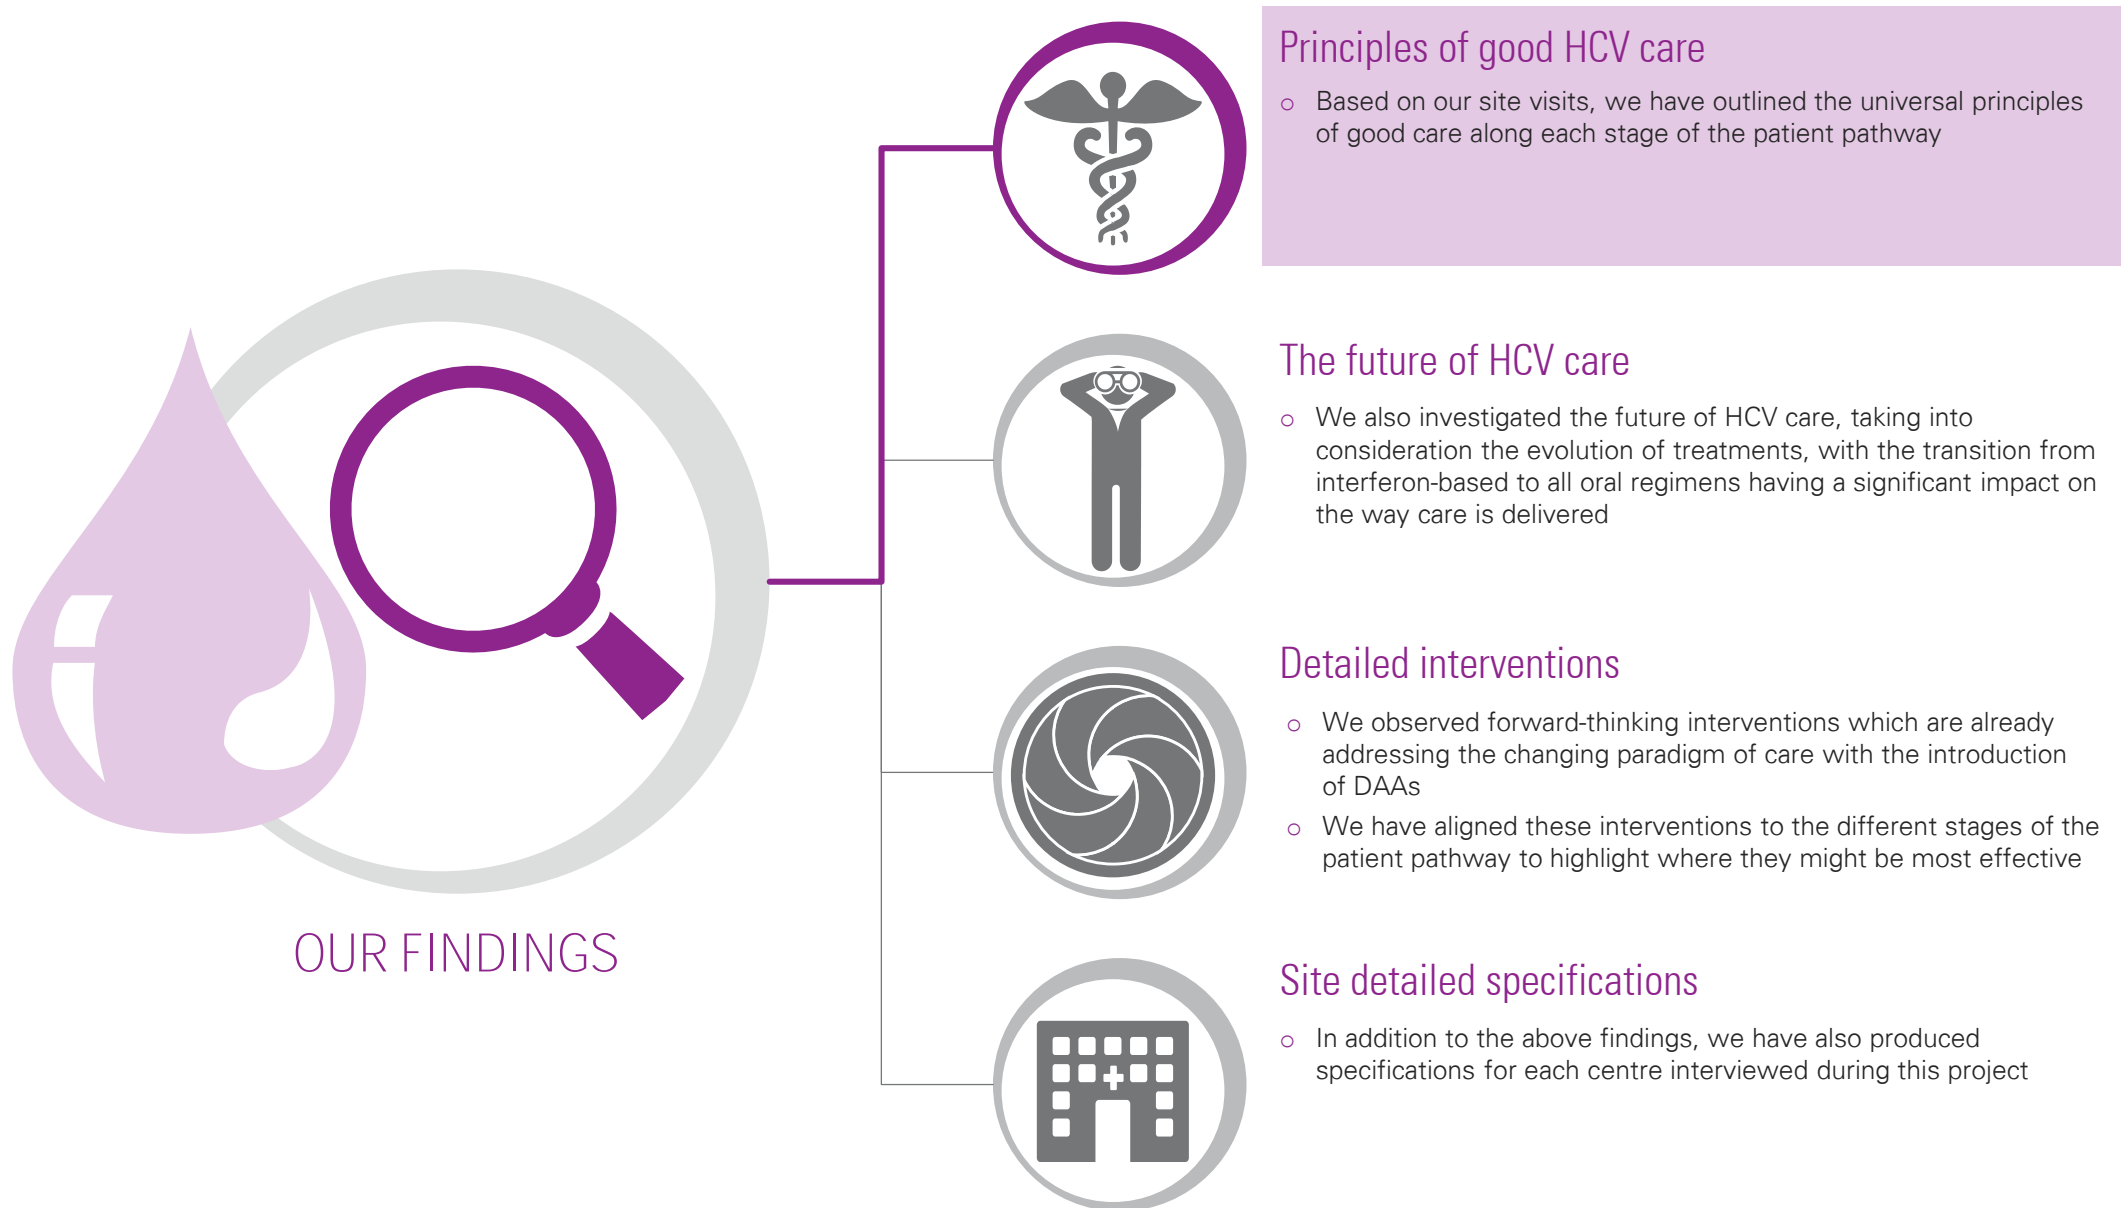 Principles of good HCV care
○ Based on our site visits, we have outlined the universal principles
of good care along each stage of the patient pathway
The future of HCV care
○ We also investigated the future of HCV care, taking into
consideration the evolution of treatments, with the transition from
interferon-based to all oral regimens having a significant impact on
the way care is delivered
Detailed interventions
○ We observed forward-thinking interventions which are already
addressing the changing paradigm of care with the introduction
of DAAs
○ We have aligned these interventions to the different stages of the
patient pathway to highlight where they might be most effective
OUR FINDINGS
Site detailed specifications
○ In addition to the above findings, we have also produced
specifications for each centre interviewed during this project